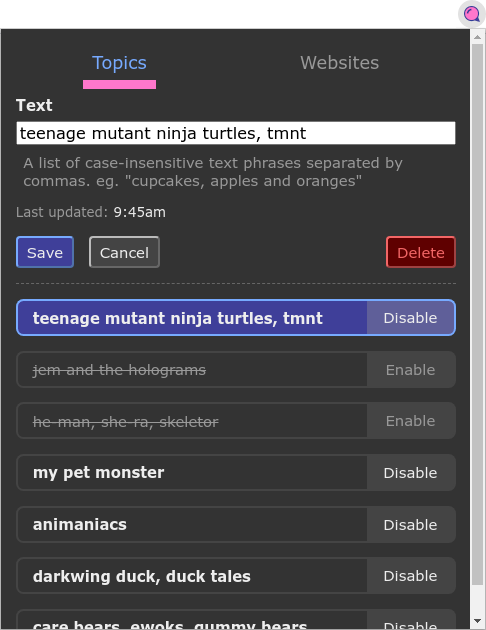 Topics Websites
Text
teenage mutant ninja turtles, tmnt
A list of case-insensitive text phrases separated by
commas. eg. "cupcakes, apples and oranges"
Last updated: 9:45am
Save Cancel Delete
teenage mutant ninja turtles, tmnt Disable
jem and the holograms Enable
he-man, she-ra, skeletor Enable
my pet monster Disable
animaniacs Disable
darkwing duck, duck tales Disable
care bears, ewoks, gummy bears Disable